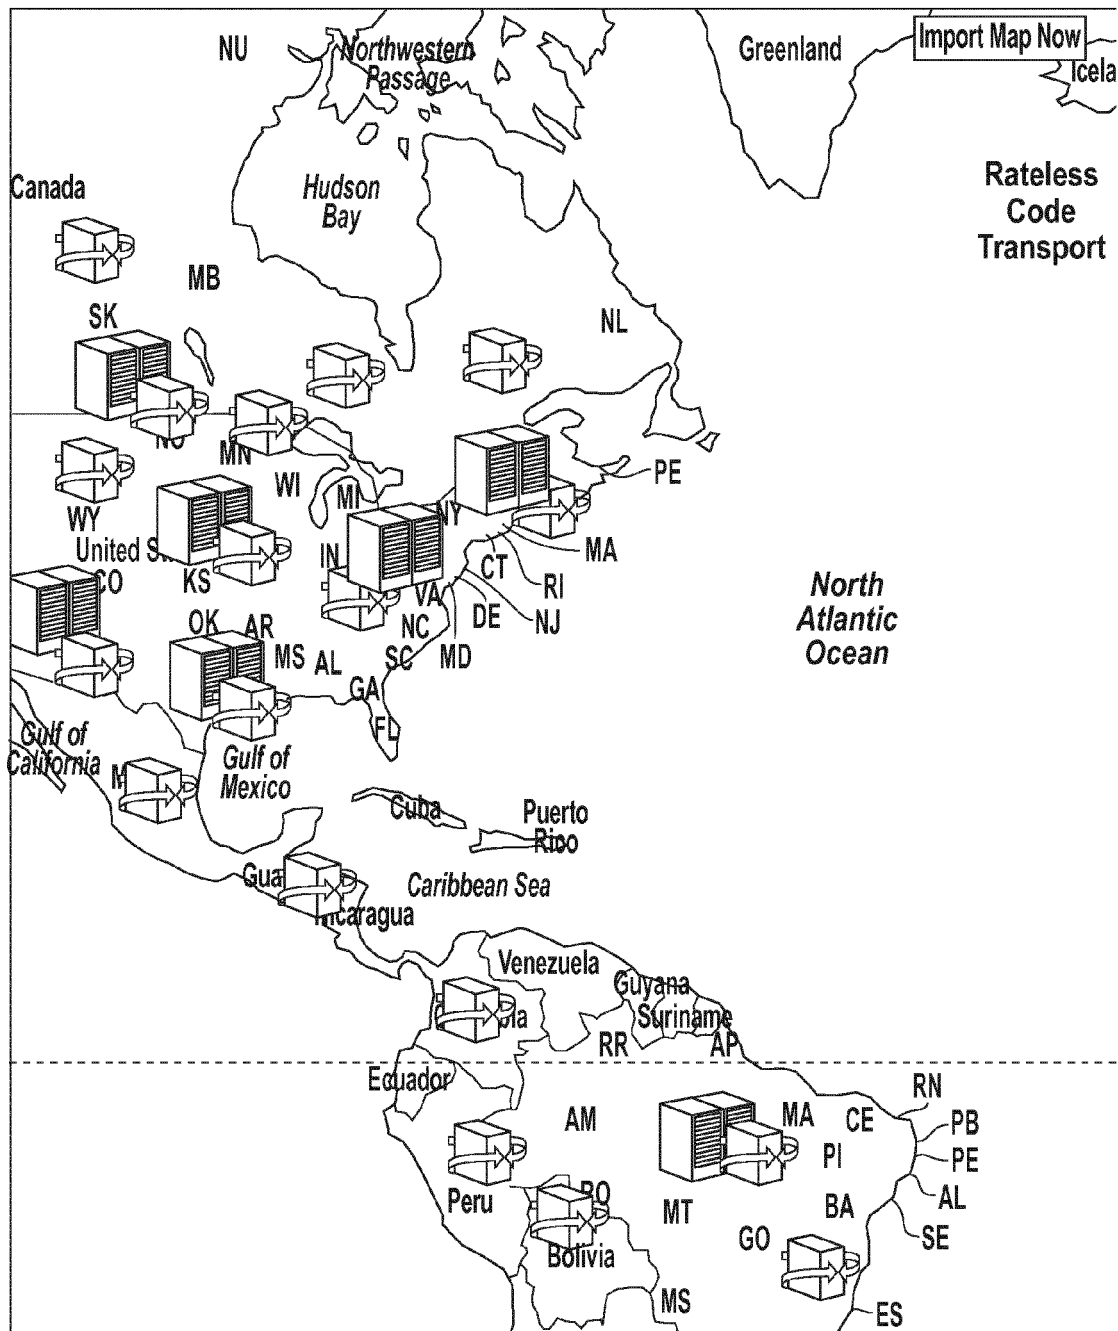 NU
Northwestern
Passage
Greenland
Import Map Now
Icela
Canada
Hudson
Bay
Rateless
Code
Transport
MB
SK
NL
MN
WI
MI
NY
PE
WY
United S
IN
CT
MA
CO
KS
VA
RI
DE
NJ
North
Atlantic
Ocean
OK
AR
NC
MS
AL
SC
MD
GA
FL
Gulf of
California
Gulf of
Mexico
M
Cuba
Puerto
Rico
Gua
Caribbean Sea
Nicaragua
Venezuela
Guyana
Suriname
RR
AP
Ecuador
AM
MA
CE
RN
PB
PI
PE
Peru
MT
BA
AL
GO
SE
Bolivia
MS
ES